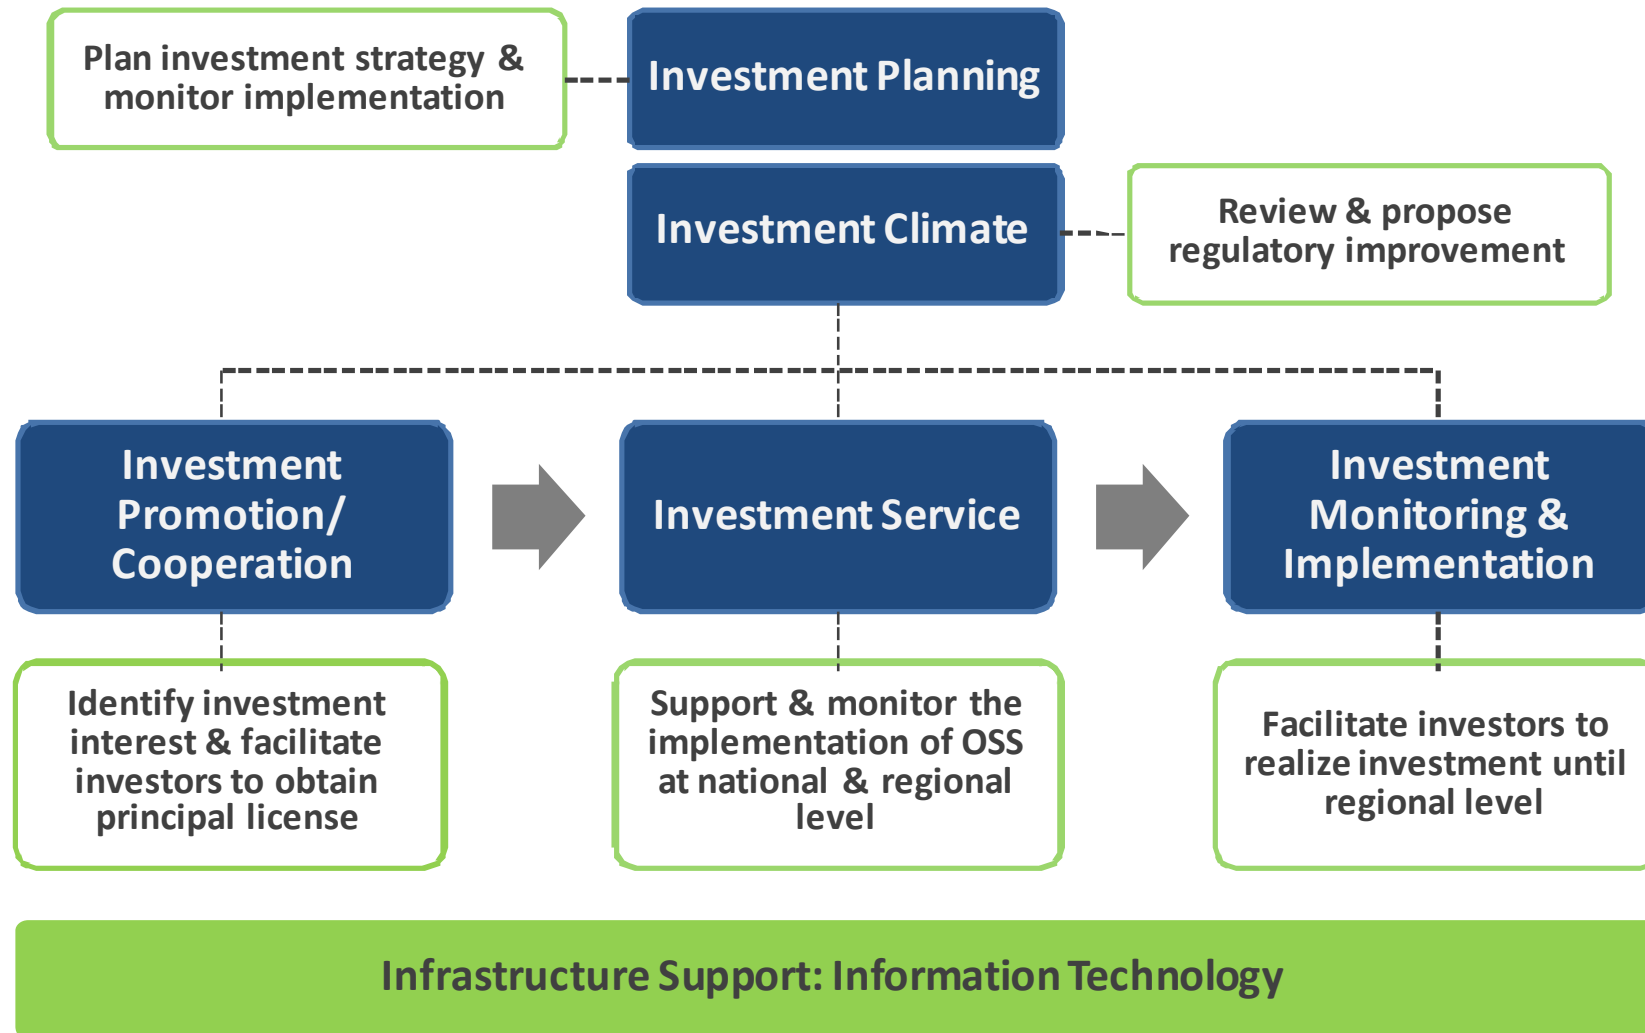 Plan investment strategy &
monitor implementation
Investment Planning
Investment Climate
Review & propose
regulatory improvement
Investment
Promotion/
Cooperation
Investment Service
Investment
Monitoring &
Implementation
Identify investment
interest & facilitate
investors to obtain
principal license
Support & monitor the
implementation of OSS
at national & regional
level
Facilitate investors to
realize investment until
regional level
Infrastructure Support: Information Technology